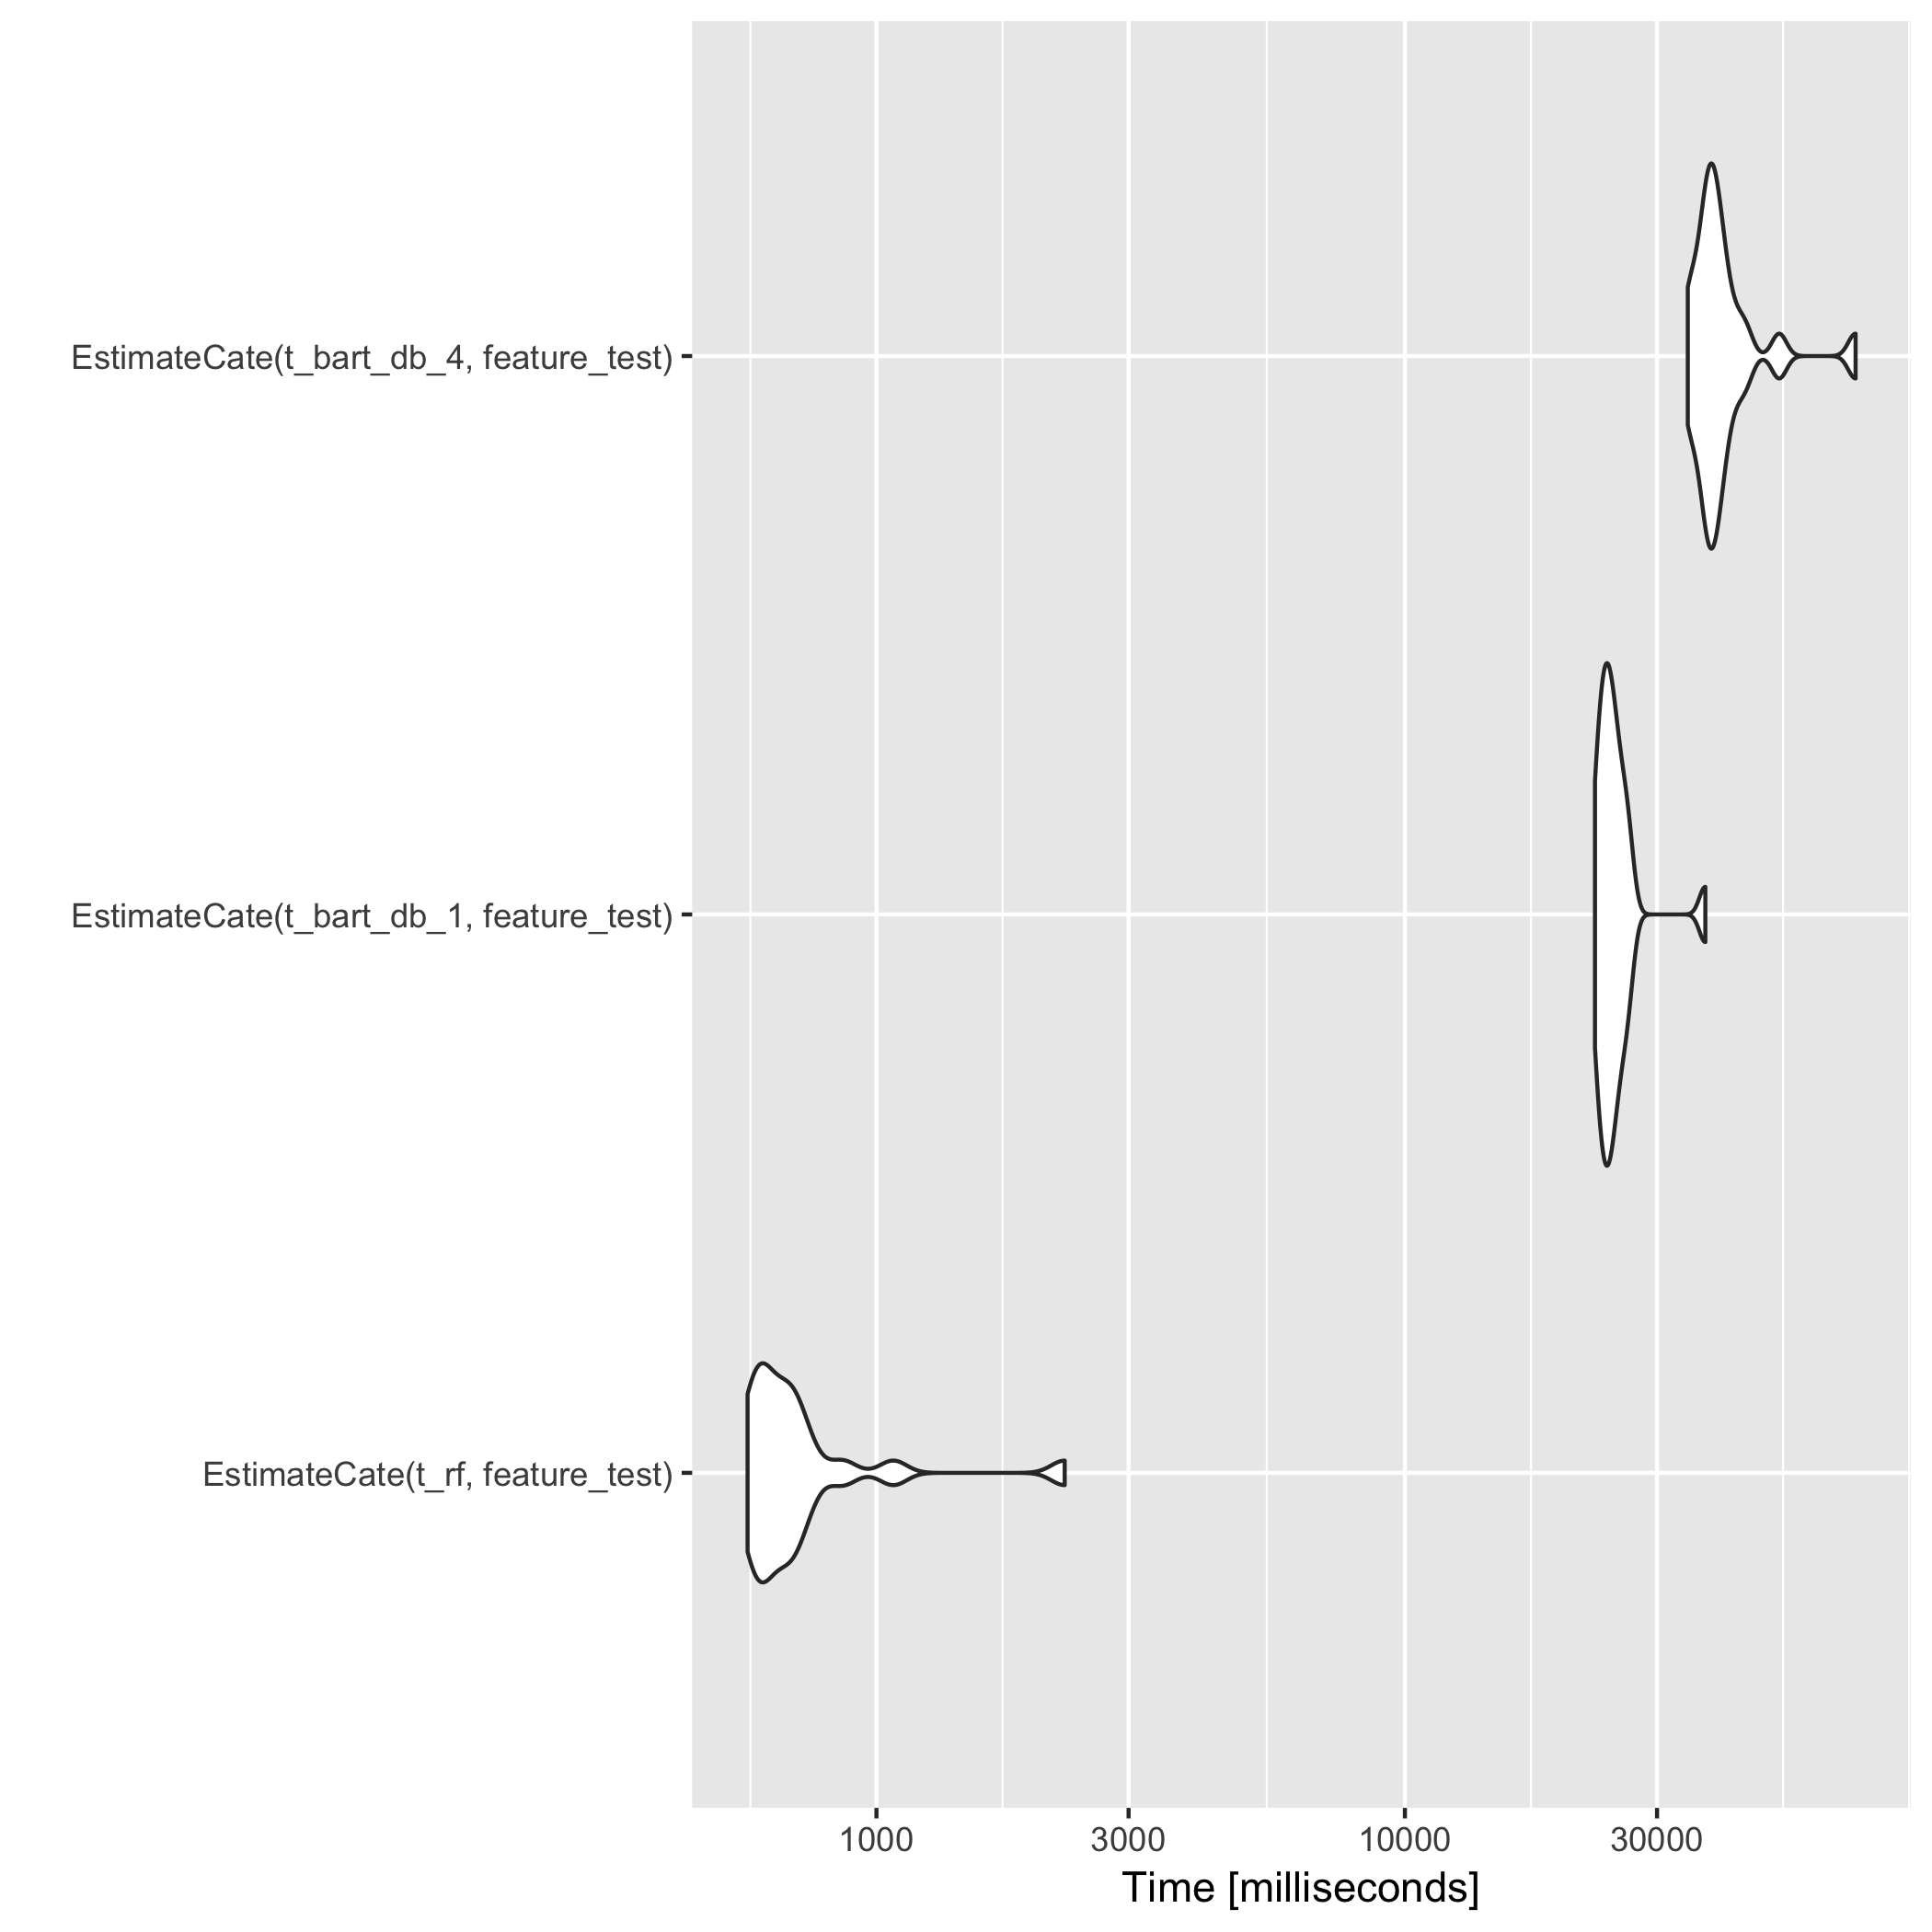 EstimateCate(t_bart_db_4, feature_test)
EstimateCate(t_bart_db_1, feature_test)
EstimateCate(t_rf, feature_test)
1000 3000 10000 30000
Time [milliseconds]